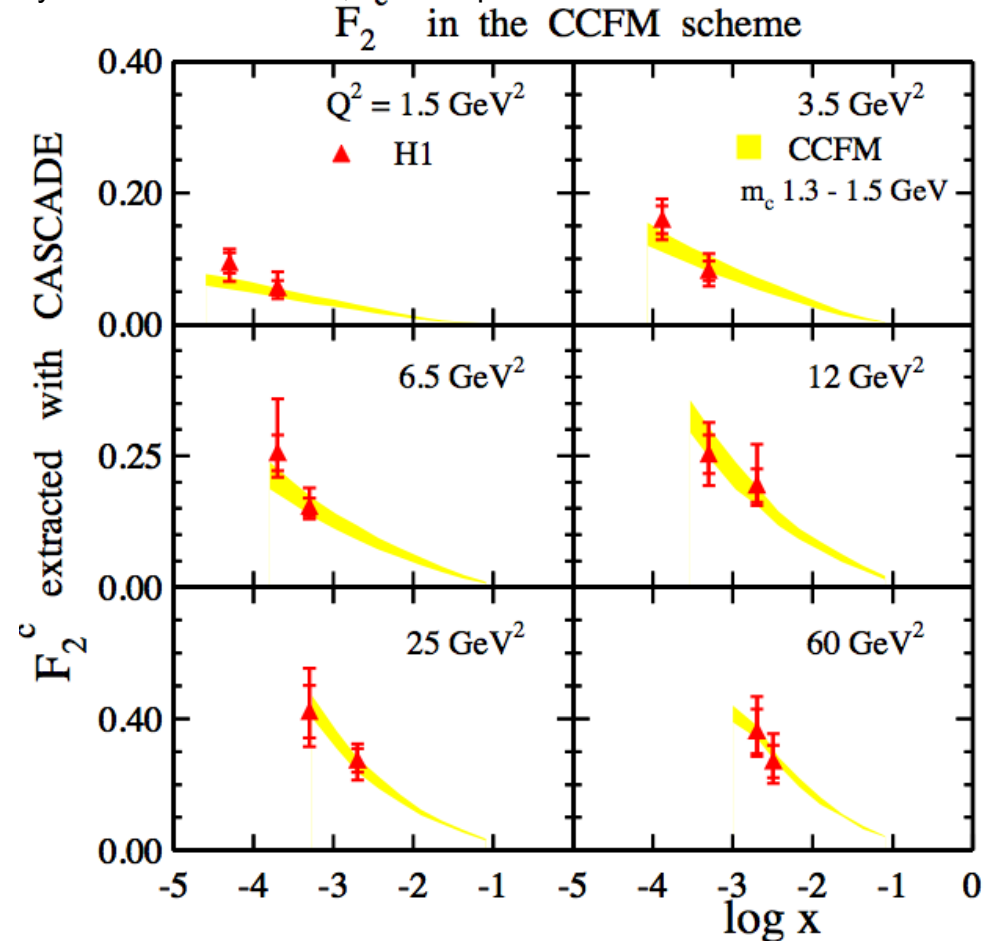 F₂ᶜ in the CCFM scheme
F₂ᶜ extracted with CASCADE
0.40
0.20
0.00
Q² = 1.5 GeV²
H1
3.5 GeV²
CCFM
m_c 1.3 - 1.5 GeV
0.25
0.00
6.5 GeV²
12 GeV²
0.40
0.00
25 GeV²
60 GeV²
-5 -4 -3 -2 -1 -5 -4 -3 -2 -1 0
log x